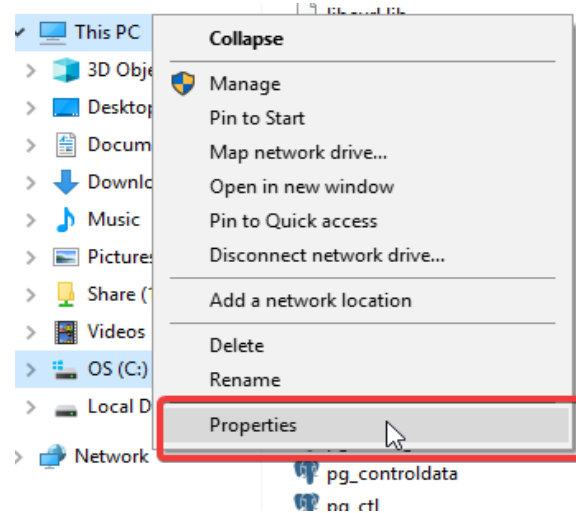 This PC
3D Obje
Desktop
Docum
Downlo
Music
Pictures
Share (
Videos
OS (C:)
Local D
Network
Collapse
Manage
Pin to Start
Map network drive...
Open in new window
Pin to Quick access
Disconnect network drive...
Add a network location
Delete
Rename
Properties
pg_controldata
pg_ctl